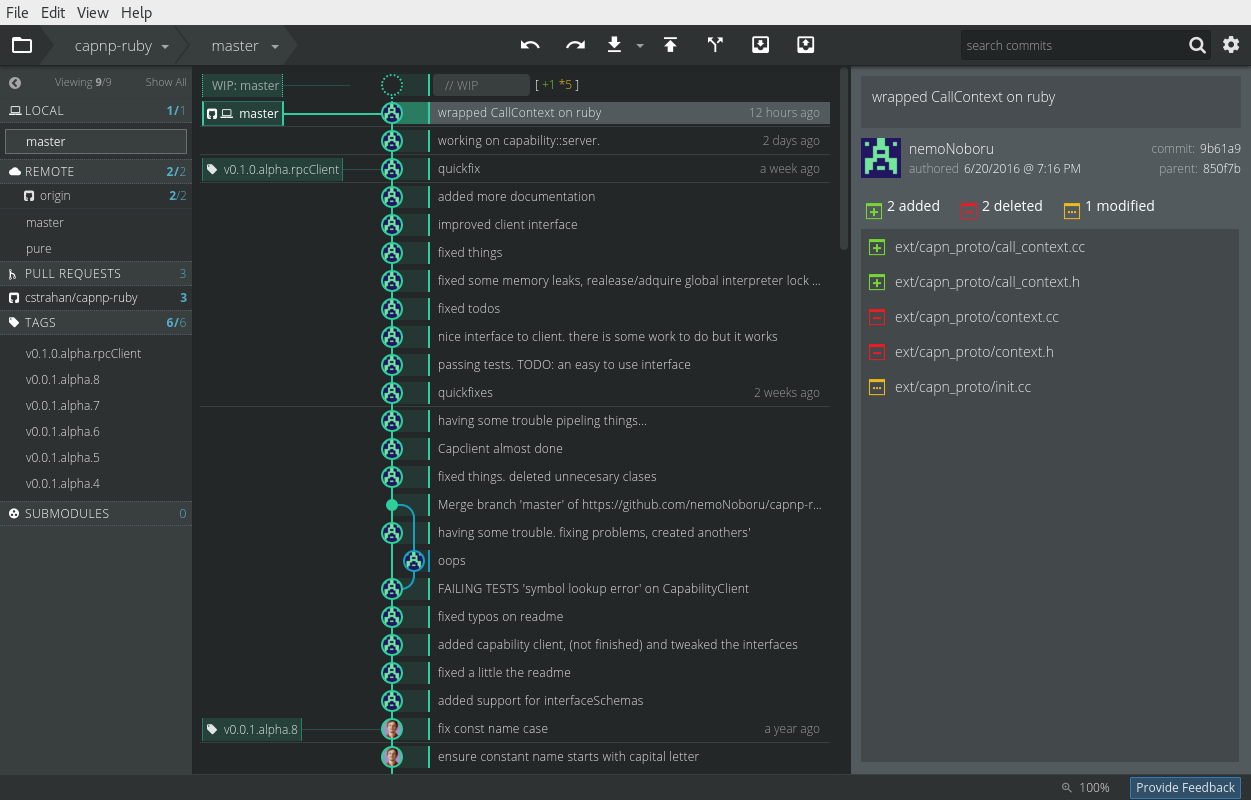 File Edit View Help
capnp-ruby master search commits
Viewing 9/9 Show All
LOCAL 1/1
master
REMOTE 2/2
origin 2/2
master
pure
PULL REQUESTS 3
cstrahan/capnp-ruby 3
TAGS 6/6
v0.1.0.alpha.rpcClient
v0.0.1.alpha.8
v0.0.1.alpha.7
v0.0.1.alpha.6
v0.0.1.alpha.5
v0.0.1.alpha.4
SUBMODULES 0
WIP: master // WIP [ +1 *5 ]
master wrapped CallContext on ruby 12 hours ago
working on capability::server. 2 days ago
v0.1.0.alpha.rpcClient quickfix a week ago
added more documentation
improved client interface
fixed things
fixed some memory leaks, realease/adquire global interpreter lock ...
fixed todos
nice interface to client. there is some work to do but it works
passing tests. TODO: an easy to use interface
quickfixes 2 weeks ago
having some trouble pipeling things...
Capclient almost done
fixed things. deleted unnecesary clases
Merge branch 'master' of https://github.com/nemoNoboru/capnp-r...
having some trouble. fixing problems, created anothers'
oops
FAILING TESTS 'symbol lookup error' on CapabilityClient
fixed typos on readme
added capability client, (not finished) and tweaked the interfaces
fixed a little the readme
added support for interfaceSchemas
v0.0.1.alpha.8 fix const name case a year ago
ensure constant name starts with capital letter
wrapped CallContext on ruby
nemoNoboru commit: 9b61a9
authored 6/20/2016 @ 7:16 PM parent: 850f7b
2 added 2 deleted 1 modified
ext/capn_proto/call_context.cc
ext/capn_proto/call_context.h
ext/capn_proto/context.cc
ext/capn_proto/context.h
ext/capn_proto/init.cc
100% Provide Feedback